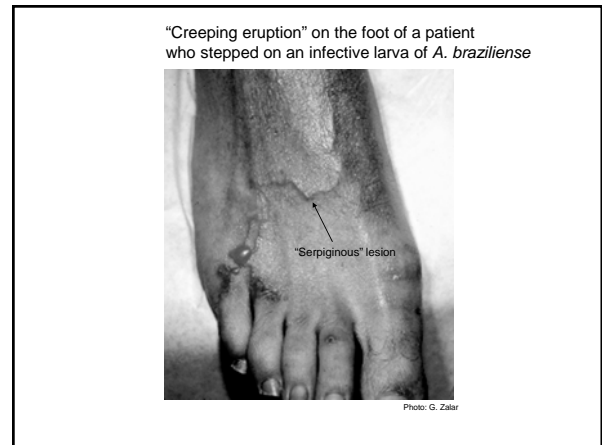 “Creeping eruption” on the foot of a patient
who stepped on an infective larva of A. braziliense
“Serpiginous” lesion
Photo: G. Zalar